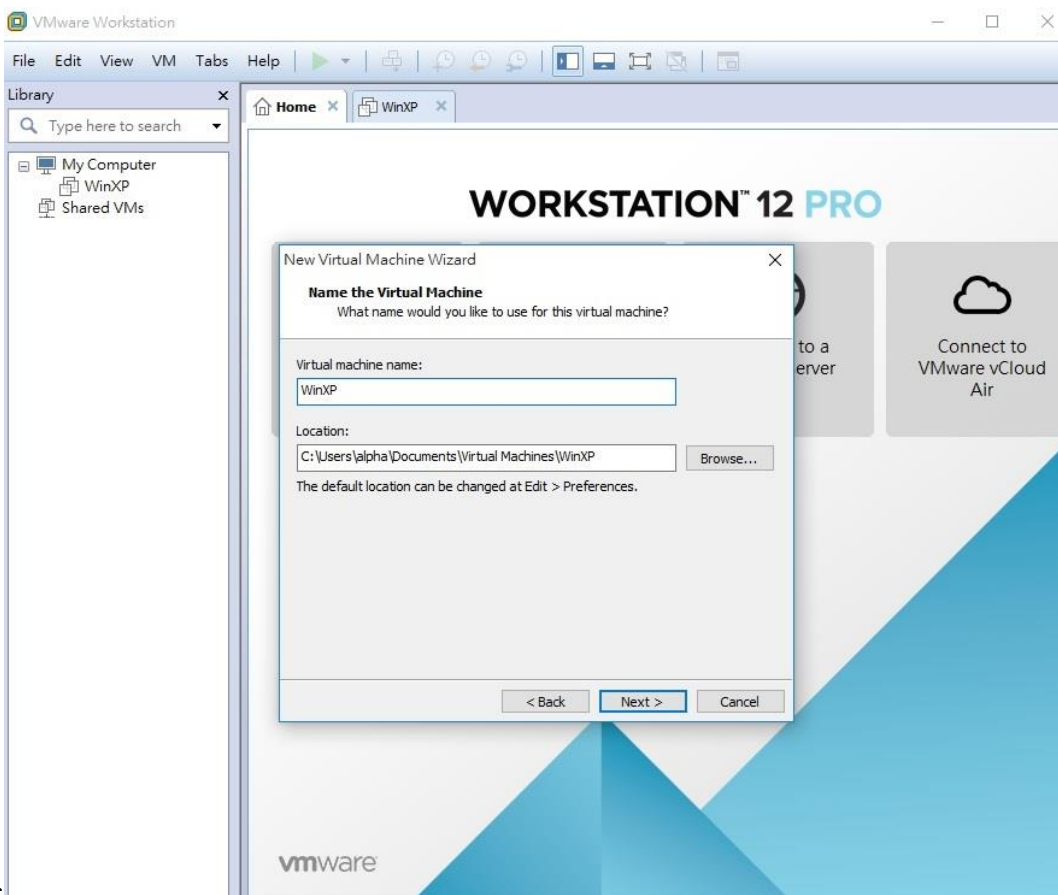 VMware Workstation
File Edit View VM Tabs Help
Library
Type here to search
My Computer
WinXP
Shared VMs
Home
WinXP
WORKSTATION™ 12 PRO
New Virtual Machine Wizard
Name the Virtual Machine
What name would you like to use for this virtual machine?
Virtual machine name:
WinXP
Location:
C:\Users\alpha\Documents\Virtual Machines\WinXP
Browse...
The default location can be changed at Edit > Preferences.
< Back
Next >
Cancel
to a
erver
Connect to
VMware vCloud
Air
vmware